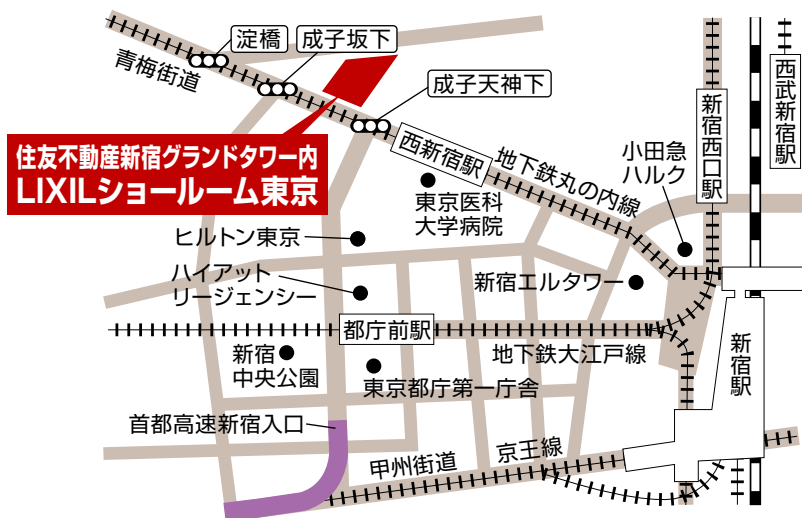 淀橋
成子坂下
青梅街道
成子天神下
住友不動産新宿グランドタワー内
LIXILショールーム東京
西新宿駅
地下鉄丸の内線
小田急
ハルク
新宿西口駅
西武新宿駅
東京医科
大学病院
ヒルトン東京
ハイアット
リージェンシー
新宿エルタワー
都庁前駅
地下鉄大江戸線
新宿駅
新宿
中央公園
東京都庁第一庁舎
首都高速新宿入口
甲州街道
京王線